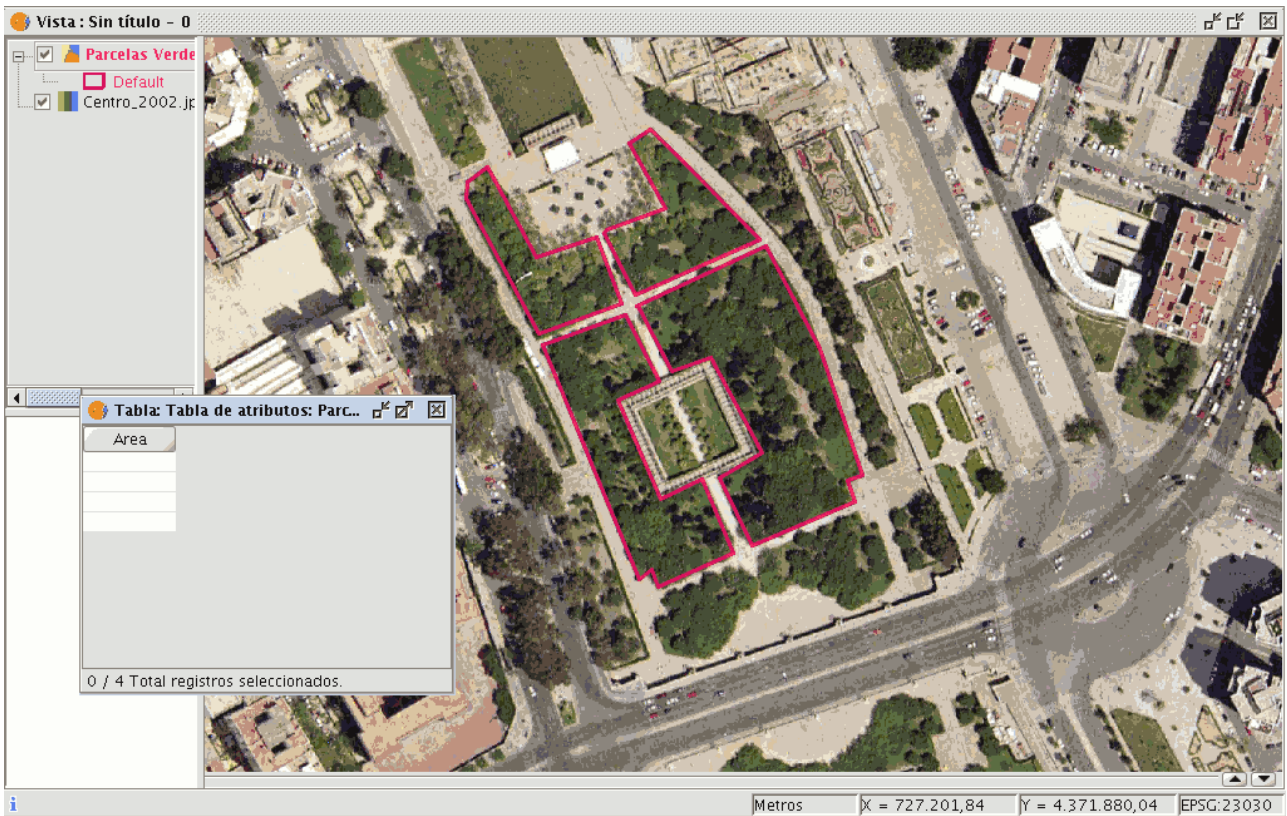 Vista : Sin título - 0
Parcelas Verde
Default
Centro_2002.jp
Tabla: Tabla de atributos: Parc...
Area
0 / 4 Total registros seleccionados.
Metros X = 727.201,84 Y = 4.371.880,04 EPSG:23030